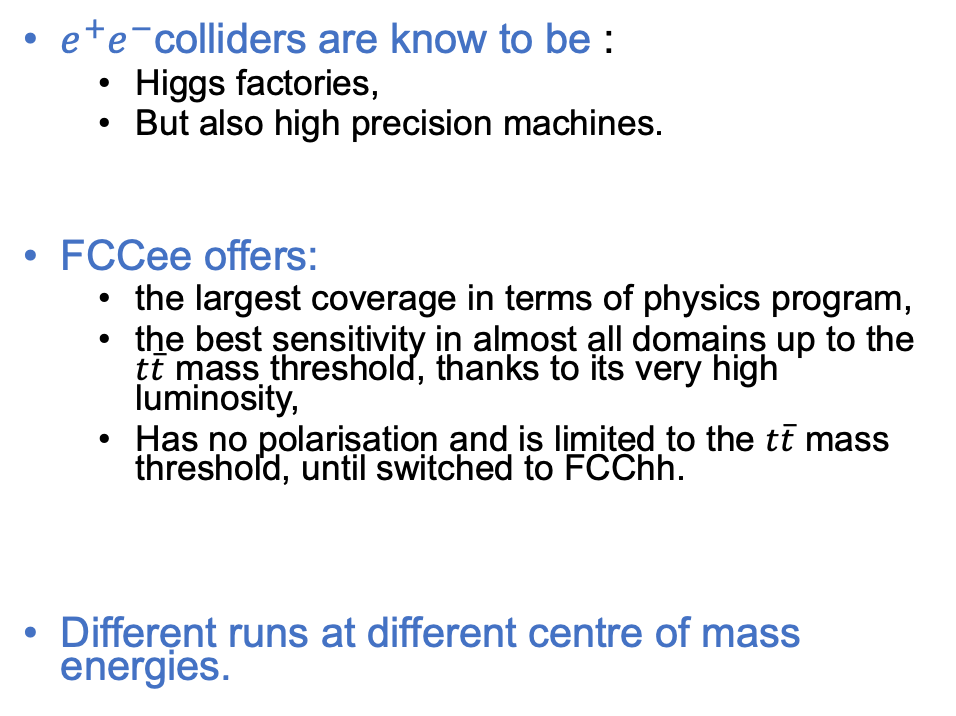 • e⁺e⁻colliders are know to be :
• Higgs factories,
• But also high precision machines.
• FCCee offers:
• the largest coverage in terms of physics program,
• the best sensitivity in almost all domains up to the
tt̄ mass threshold, thanks to its very high
luminosity,
• Has no polarisation and is limited to the tt̄ mass
threshold, until switched to FCChh.
• Different runs at different centre of mass
energies.